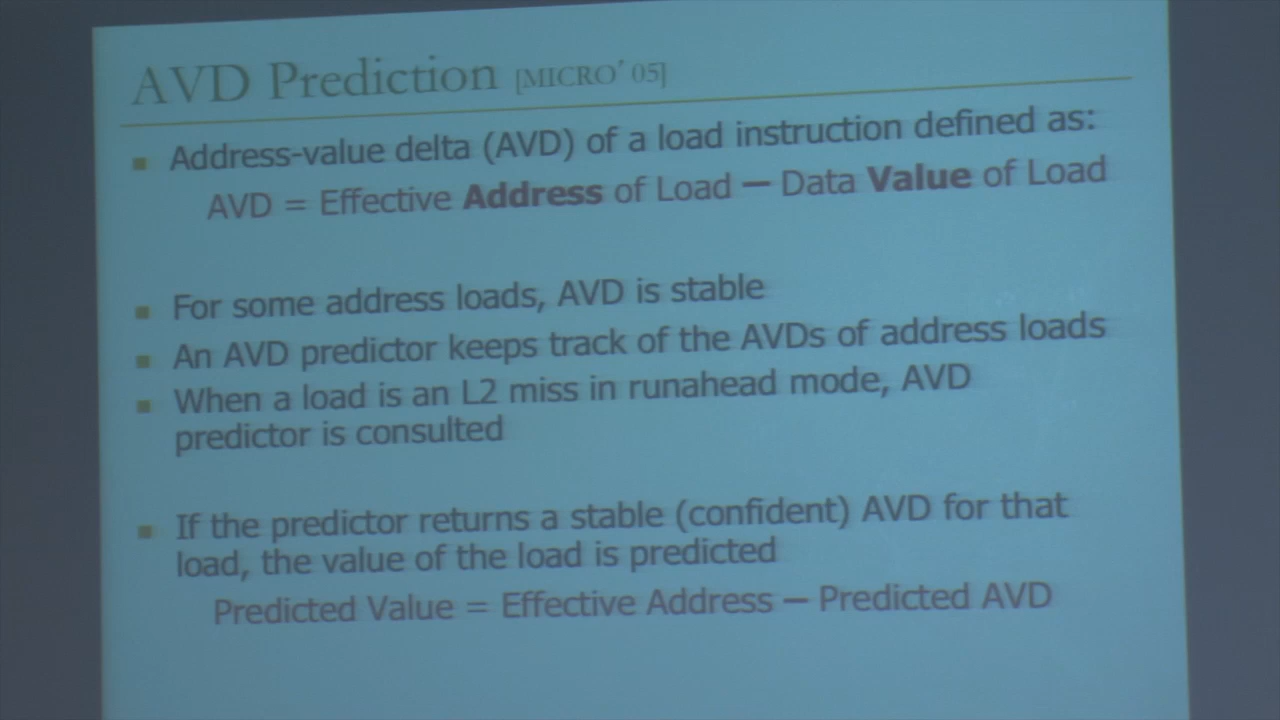 AVD Prediction [MICRO'05]
Address-value delta (AVD) of a load instruction defined as:
AVD = Effective Address of Load – Data Value of Load
For some address loads, AVD is stable
An AVD predictor keeps track of the AVDs of address loads
When a load is an L2 miss in runahead mode, AVD
predictor is consulted
If the predictor returns a stable (confident) AVD for that
load, the value of the load is predicted
Predicted Value = Effective Address – Predicted AVD